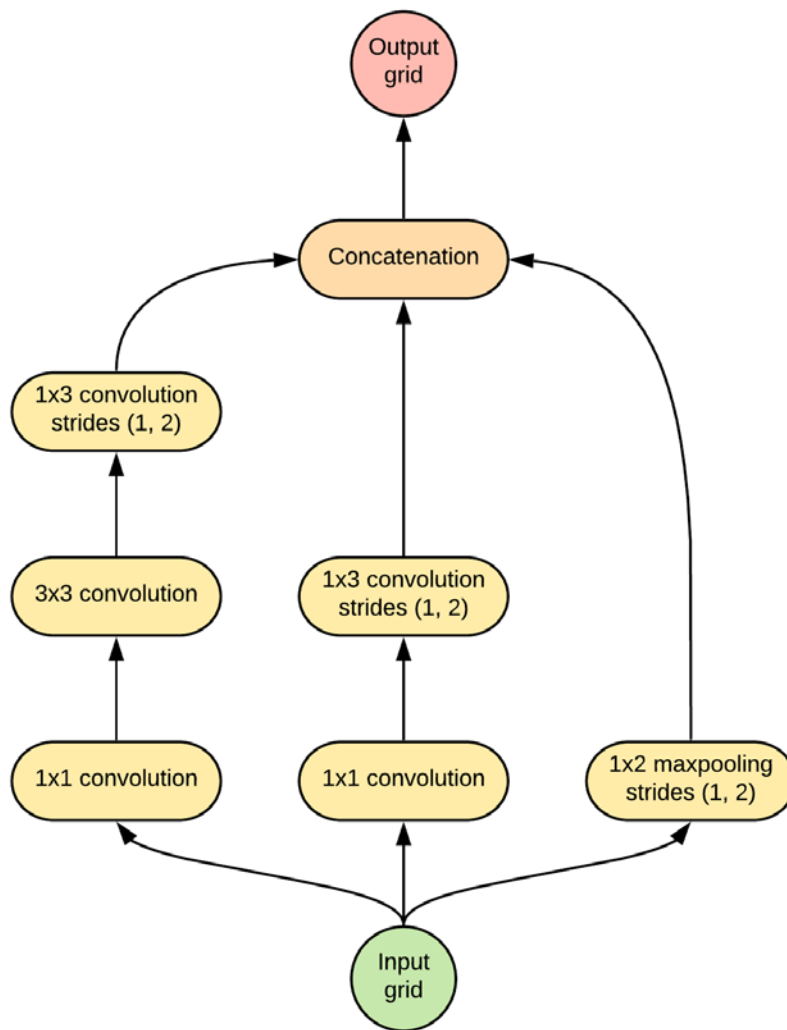 Output
grid
Concatenation
1x3 convolution
strides (1, 2)
3x3 convolution
1x3 convolution
strides (1, 2)
1x1 convolution
1x1 convolution
1x2 maxpooling
strides (1, 2)
Input
grid